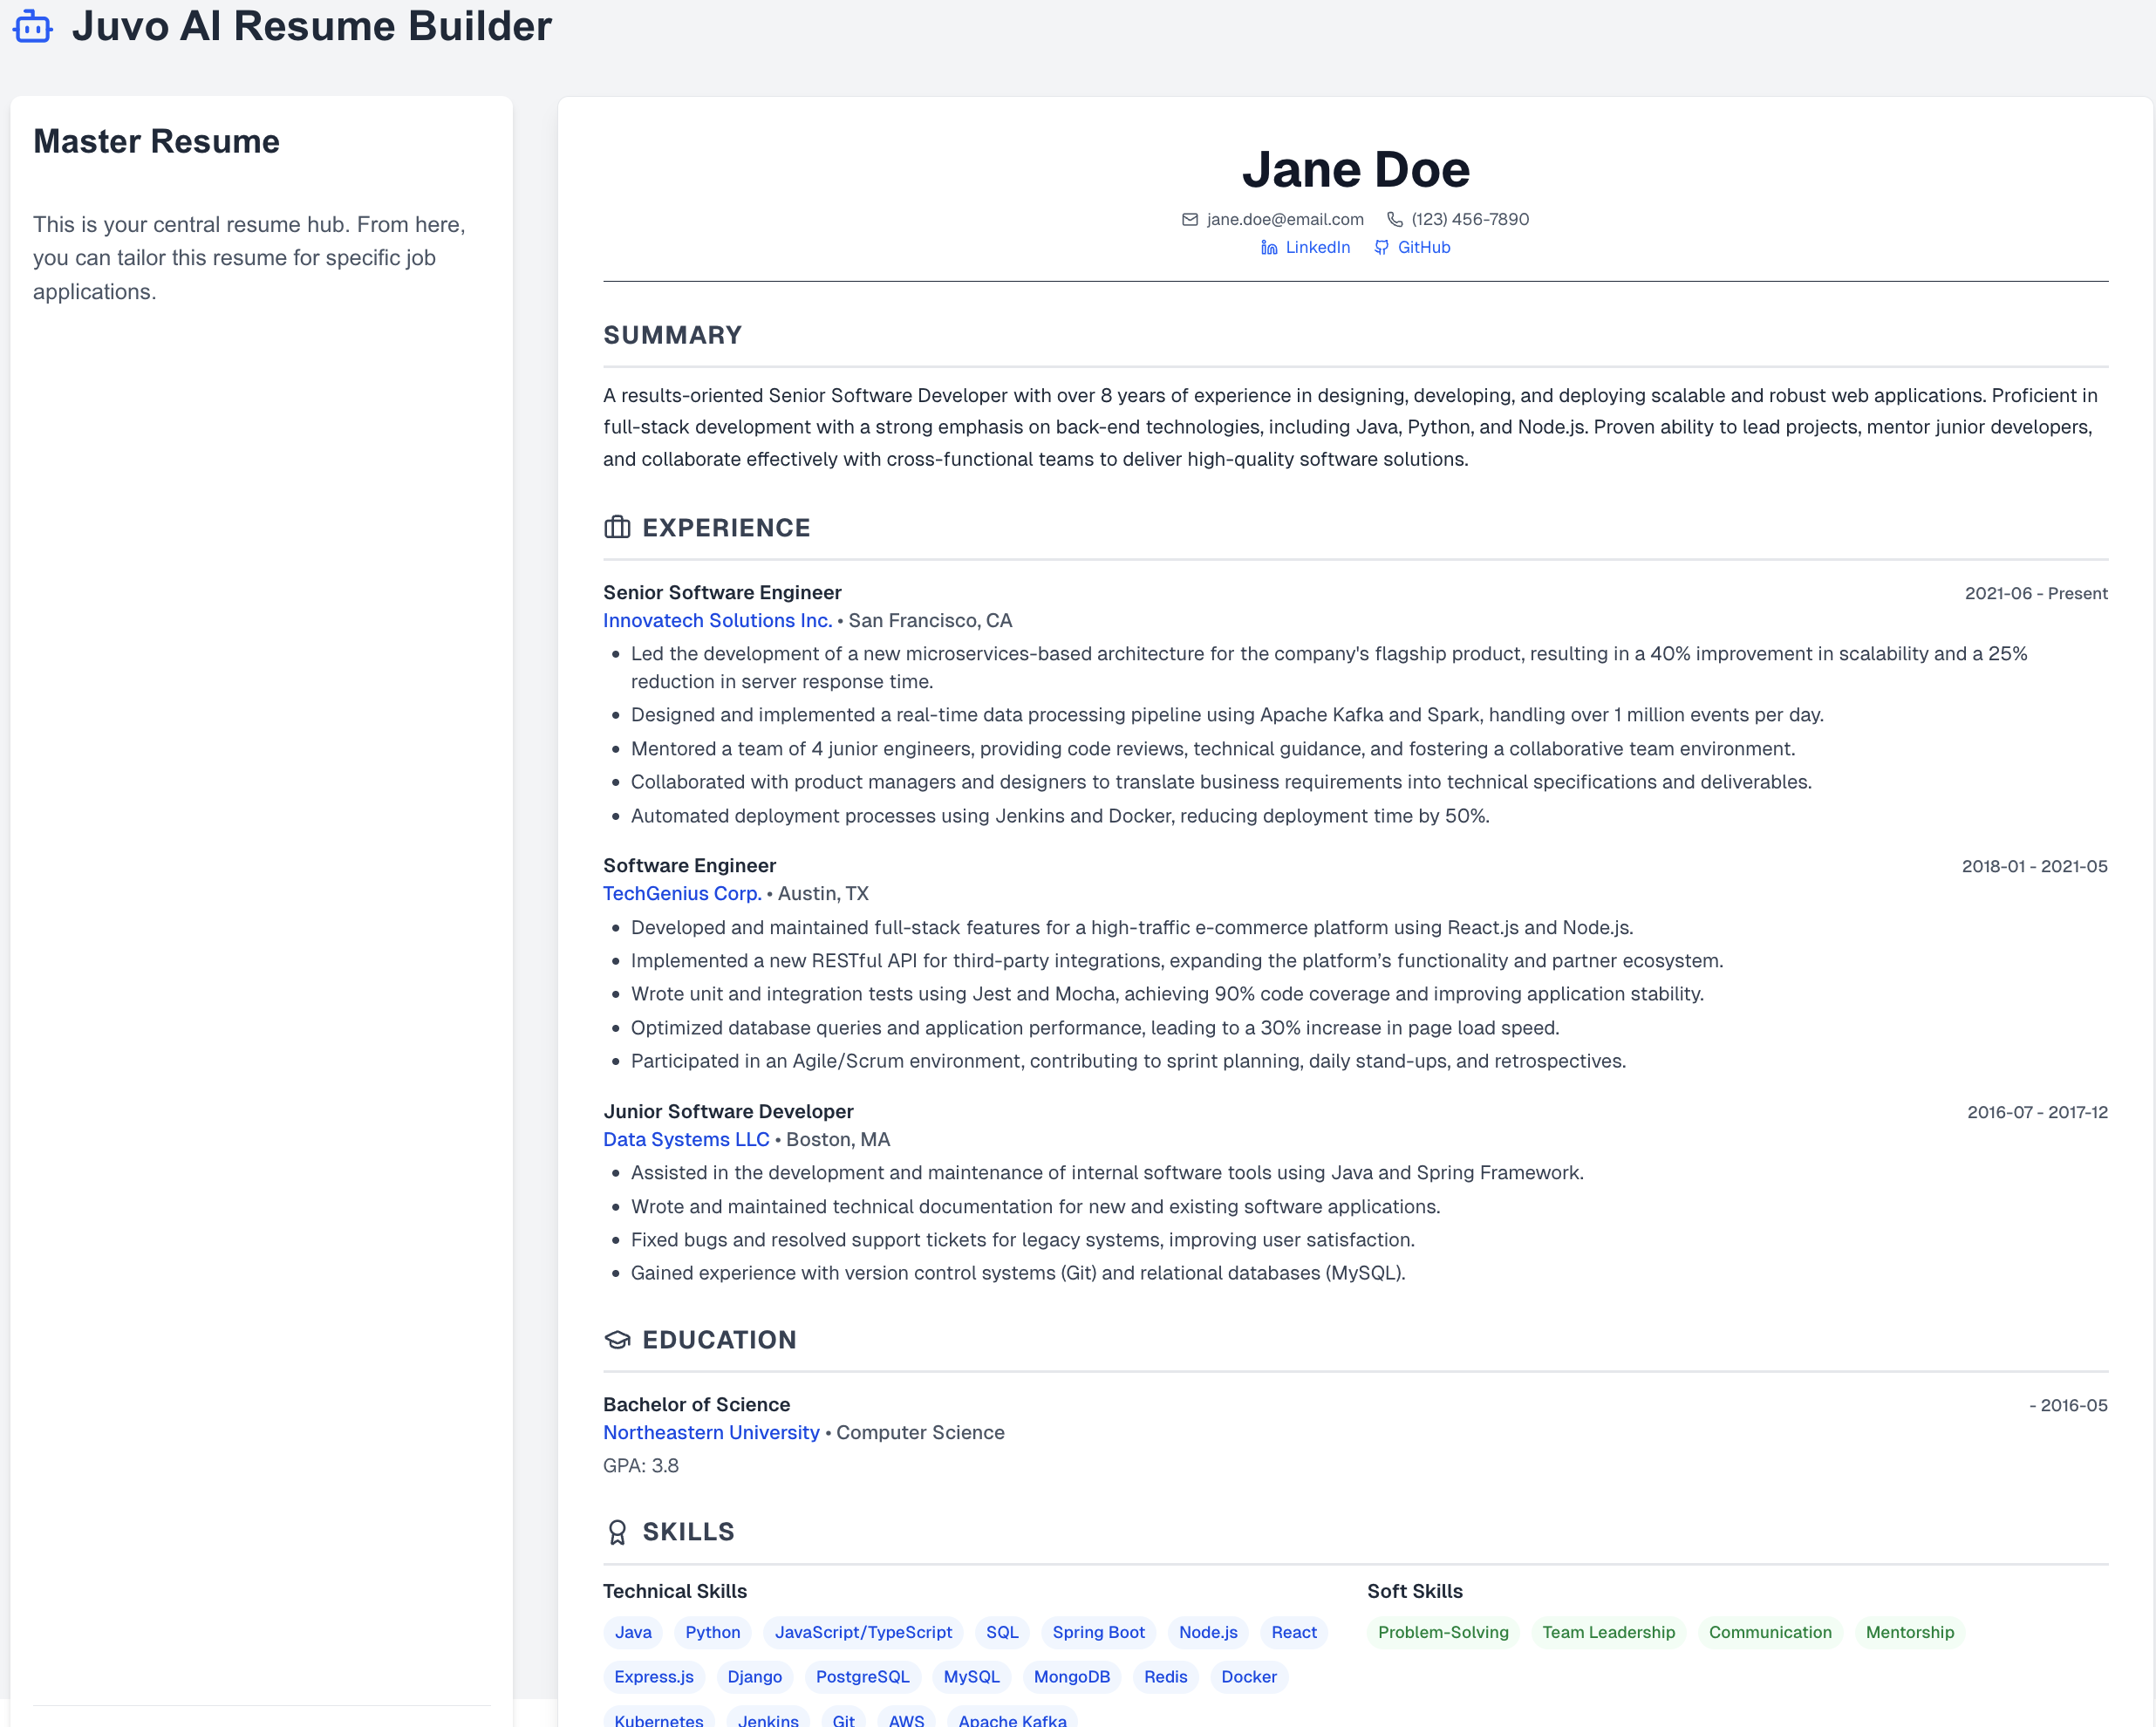 Juvo AI Resume Builder
Master Resume
This is your central resume hub. From here,
you can tailor this resume for specific job
applications.
Jane Doe
jane.doe@email.com (123) 456-7890
LinkedIn GitHub
SUMMARY
A results-oriented Senior Software Developer with over 8 years of experience in designing, developing, and deploying scalable and robust web applications. Proficient in
full-stack development with a strong emphasis on back-end technologies, including Java, Python, and Node.js. Proven ability to lead projects, mentor junior developers,
and collaborate effectively with cross-functional teams to deliver high-quality software solutions.
EXPERIENCE
Senior Software Engineer 2021-06 - Present
Innovatech Solutions Inc. • San Francisco, CA
• Led the development of a new microservices-based architecture for the company's flagship product, resulting in a 40% improvement in scalability and a 25%
reduction in server response time.
• Designed and implemented a real-time data processing pipeline using Apache Kafka and Spark, handling over 1 million events per day.
• Mentored a team of 4 junior engineers, providing code reviews, technical guidance, and fostering a collaborative team environment.
• Collaborated with product managers and designers to translate business requirements into technical specifications and deliverables.
• Automated deployment processes using Jenkins and Docker, reducing deployment time by 50%.
Software Engineer 2018-01 - 2021-05
TechGenius Corp. • Austin, TX
• Developed and maintained full-stack features for a high-traffic e-commerce platform using React.js and Node.js.
• Implemented a new RESTful API for third-party integrations, expanding the platform’s functionality and partner ecosystem.
• Wrote unit and integration tests using Jest and Mocha, achieving 90% code coverage and improving application stability.
• Optimized database queries and application performance, leading to a 30% increase in page load speed.
• Participated in an Agile/Scrum environment, contributing to sprint planning, daily stand-ups, and retrospectives.
Junior Software Developer 2016-07 - 2017-12
Data Systems LLC • Boston, MA
• Assisted in the development and maintenance of internal software tools using Java and Spring Framework.
• Wrote and maintained technical documentation for new and existing software applications.
• Fixed bugs and resolved support tickets for legacy systems, improving user satisfaction.
• Gained experience with version control systems (Git) and relational databases (MySQL).
EDUCATION
Bachelor of Science - 2016-05
Northeastern University • Computer Science
GPA: 3.8
SKILLS
Technical Skills
Java Python JavaScript/TypeScript SQL Spring Boot Node.js React
Express.js Django PostgreSQL MySQL MongoDB Redis Docker
Kubernetes Jenkins Git AWS Apache Kafka
Soft Skills
Problem-Solving Team Leadership Communication Mentorship